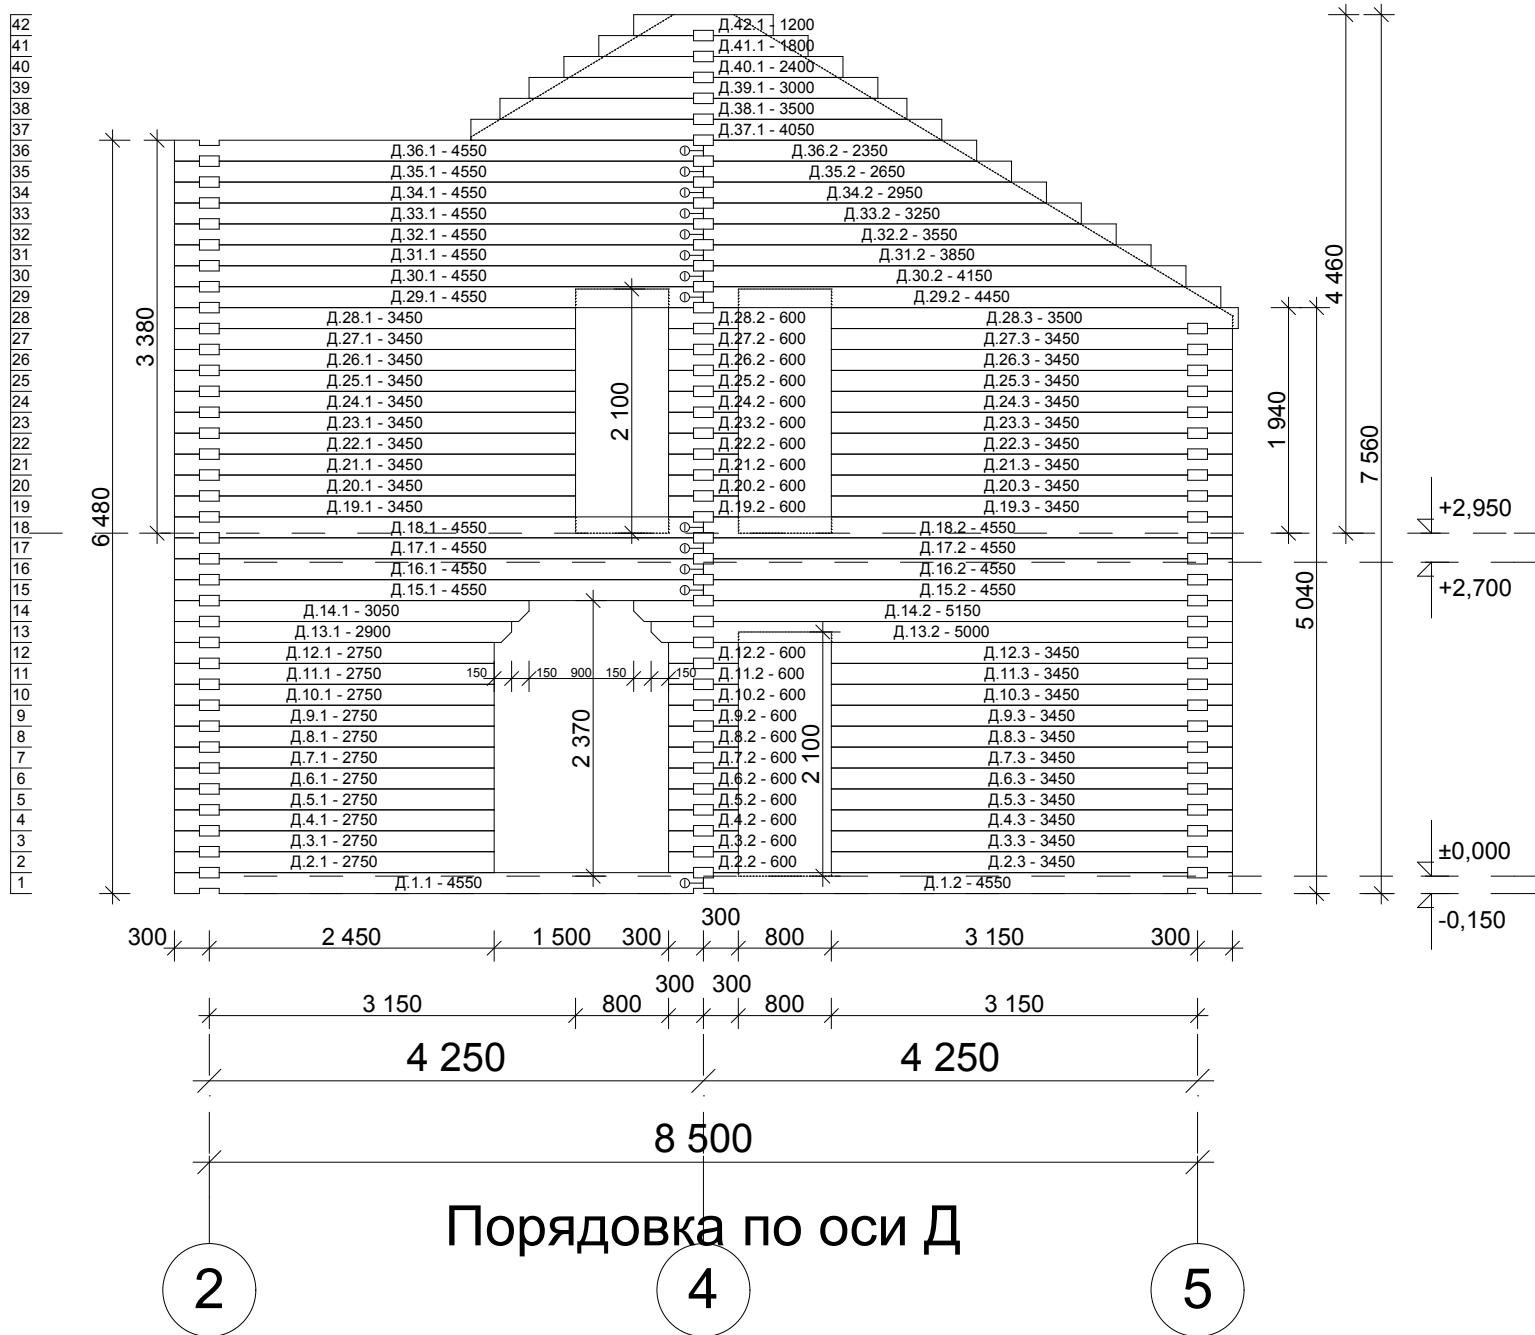 42 Д.42.1 - 1200
41 Д.41.1 - 1800
40 Д.40.1 - 2400
39 Д.39.1 - 3000
38 Д.38.1 - 3500
37 Д.37.1 - 4050
36 Д.36.1 - 4550 Д.36.2 - 2350
35 Д.35.1 - 4550 Д.35.2 - 2650
34 Д.34.1 - 4550 Д.34.2 - 2950
33 Д.33.1 - 4550 Д.33.2 - 3250
32 Д.32.1 - 4550 Д.32.2 - 3550
31 Д.31.1 - 4550 Д.31.2 - 3850
30 Д.30.1 - 4550 Д.30.2 - 4150
29 Д.29.1 - 4550 Д.29.2 - 4450
28 Д.28.1 - 3450 Д.28.2 - 600 Д.28.3 - 3500
27 Д.27.1 - 3450 Д.27.2 - 600 Д.27.3 - 3450
26 Д.26.1 - 3450 Д.26.2 - 600 Д.26.3 - 3450
25 Д.25.1 - 3450 Д.25.2 - 600 Д.25.3 - 3450
24 Д.24.1 - 3450 Д.24.2 - 600 Д.24.3 - 3450
23 Д.23.1 - 3450 Д.23.2 - 600 Д.23.3 - 3450
22 Д.22.1 - 3450 Д.22.2 - 600 Д.22.3 - 3450
21 Д.21.1 - 3450 Д.21.2 - 600 Д.21.3 - 3450
20 Д.20.1 - 3450 Д.20.2 - 600 Д.20.3 - 3450
19 Д.19.1 - 3450 Д.19.2 - 600 Д.19.3 - 3450
18 Д.18.1 - 4550 Д.18.2 - 4550
17 Д.17.1 - 4550 Д.17.2 - 4550
16 Д.16.1 - 4550 Д.16.2 - 4550
15 Д.15.1 - 4550 Д.15.2 - 4550
14 Д.14.1 - 3050 Д.14.2 - 5150
13 Д.13.1 - 2900 Д.13.2 - 5000
12 Д.12.1 - 2750 Д.12.2 - 600 Д.12.3 - 3450
11 Д.11.1 - 2750 150 150 900 150 150 Д.11.2 - 600 Д.11.3 - 3450
10 Д.10.1 - 2750 Д.10.2 - 600 Д.10.3 - 3450
9 Д.9.1 - 2750 Д.9.2 - 600 Д.9.3 - 3450
8 Д.8.1 - 2750 Д.8.2 - 600 Д.8.3 - 3450
7 Д.7.1 - 2750 Д.7.2 - 600 Д.7.3 - 3450
6 Д.6.1 - 2750 Д.6.2 - 600 Д.6.3 - 3450
5 Д.5.1 - 2750 Д.5.2 - 600 Д.5.3 - 3450
4 Д.4.1 - 2750 Д.4.2 - 600 Д.4.3 - 3450
3 Д.3.1 - 2750 Д.3.2 - 600 Д.3.3 - 3450
2 Д.2.1 - 2750 Д.2.2 - 600 Д.2.3 - 3450
1 Д.1.1 - 4550 Д.1.2 - 4550
6 480
3 380
2 100
2 370
2 100
1 940
5 040
4 460
7 560
+2,950
+2,700
±0,000
-0,150
300 2 450 1 500 300 300 800 3 150 300
3 150 800 300 300 800 3 150
4 250 4 250
8 500
Порядовка по оси Д
2 4 5